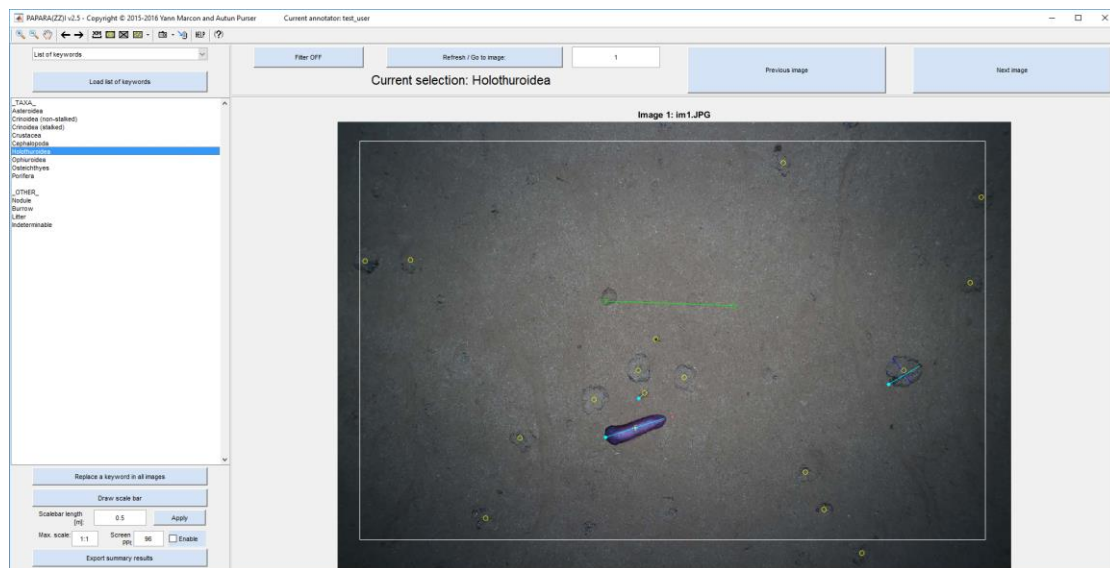 PAPARA(ZZ)I v2.5 - Copyright © 2015-2016 Yann Marcon and Autun Purser Current annotator: test_user
List of keywords
Load list of keywords
Filter OFF
Refresh / Go to image:
1
Previous image
Next image
Current selection: Holothuroidea
_TAXA_
Asteroidea
Crinoidea (non-stalked)
Crinoidea (stalked)
Crustacea
Cephalopoda
Holothuroidea
Ophiuroidea
Osteichthyes
Porifera
_OTHER_
Nodule
Burrow
Litter
Indeterminable
Image 1: im1.JPG
Replace a keyword in all images
Draw scale bar
Scalebar length [m]: 0.5 Apply
Max. scale: 1:1 Screen PPI: 96 Enable
Export summary results